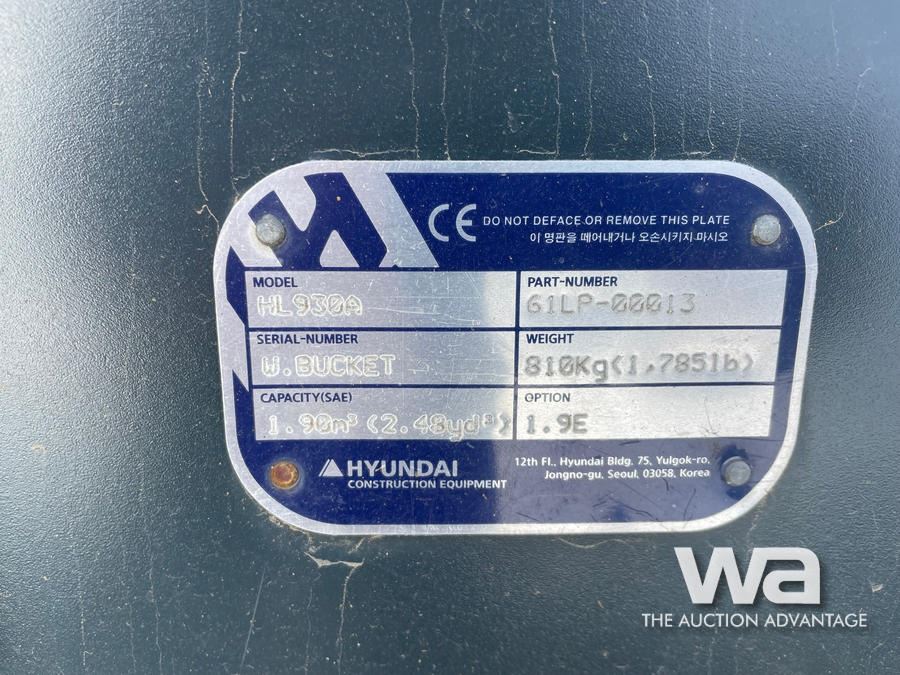 CE DO NOT DEFACE OR REMOVE THIS PLATE
이 명판을 떼어내거나 오손시키지 마시오
MODEL
HL930A
PART-NUMBER
61LP-00013
SERIAL-NUMBER
W.BUCKET
WEIGHT
810Kg(1,785lb)
CAPACITY(SAE)
1.90m³(2.48yd³)
OPTION
1.9E
HYUNDAI
CONSTRUCTION EQUIPMENT
12th Fl., Hyundai Bldg. 75, Yulgok-ro,
Jongno-gu, Seoul, 03058, Korea
wa
THE AUCTION ADVANTAGE